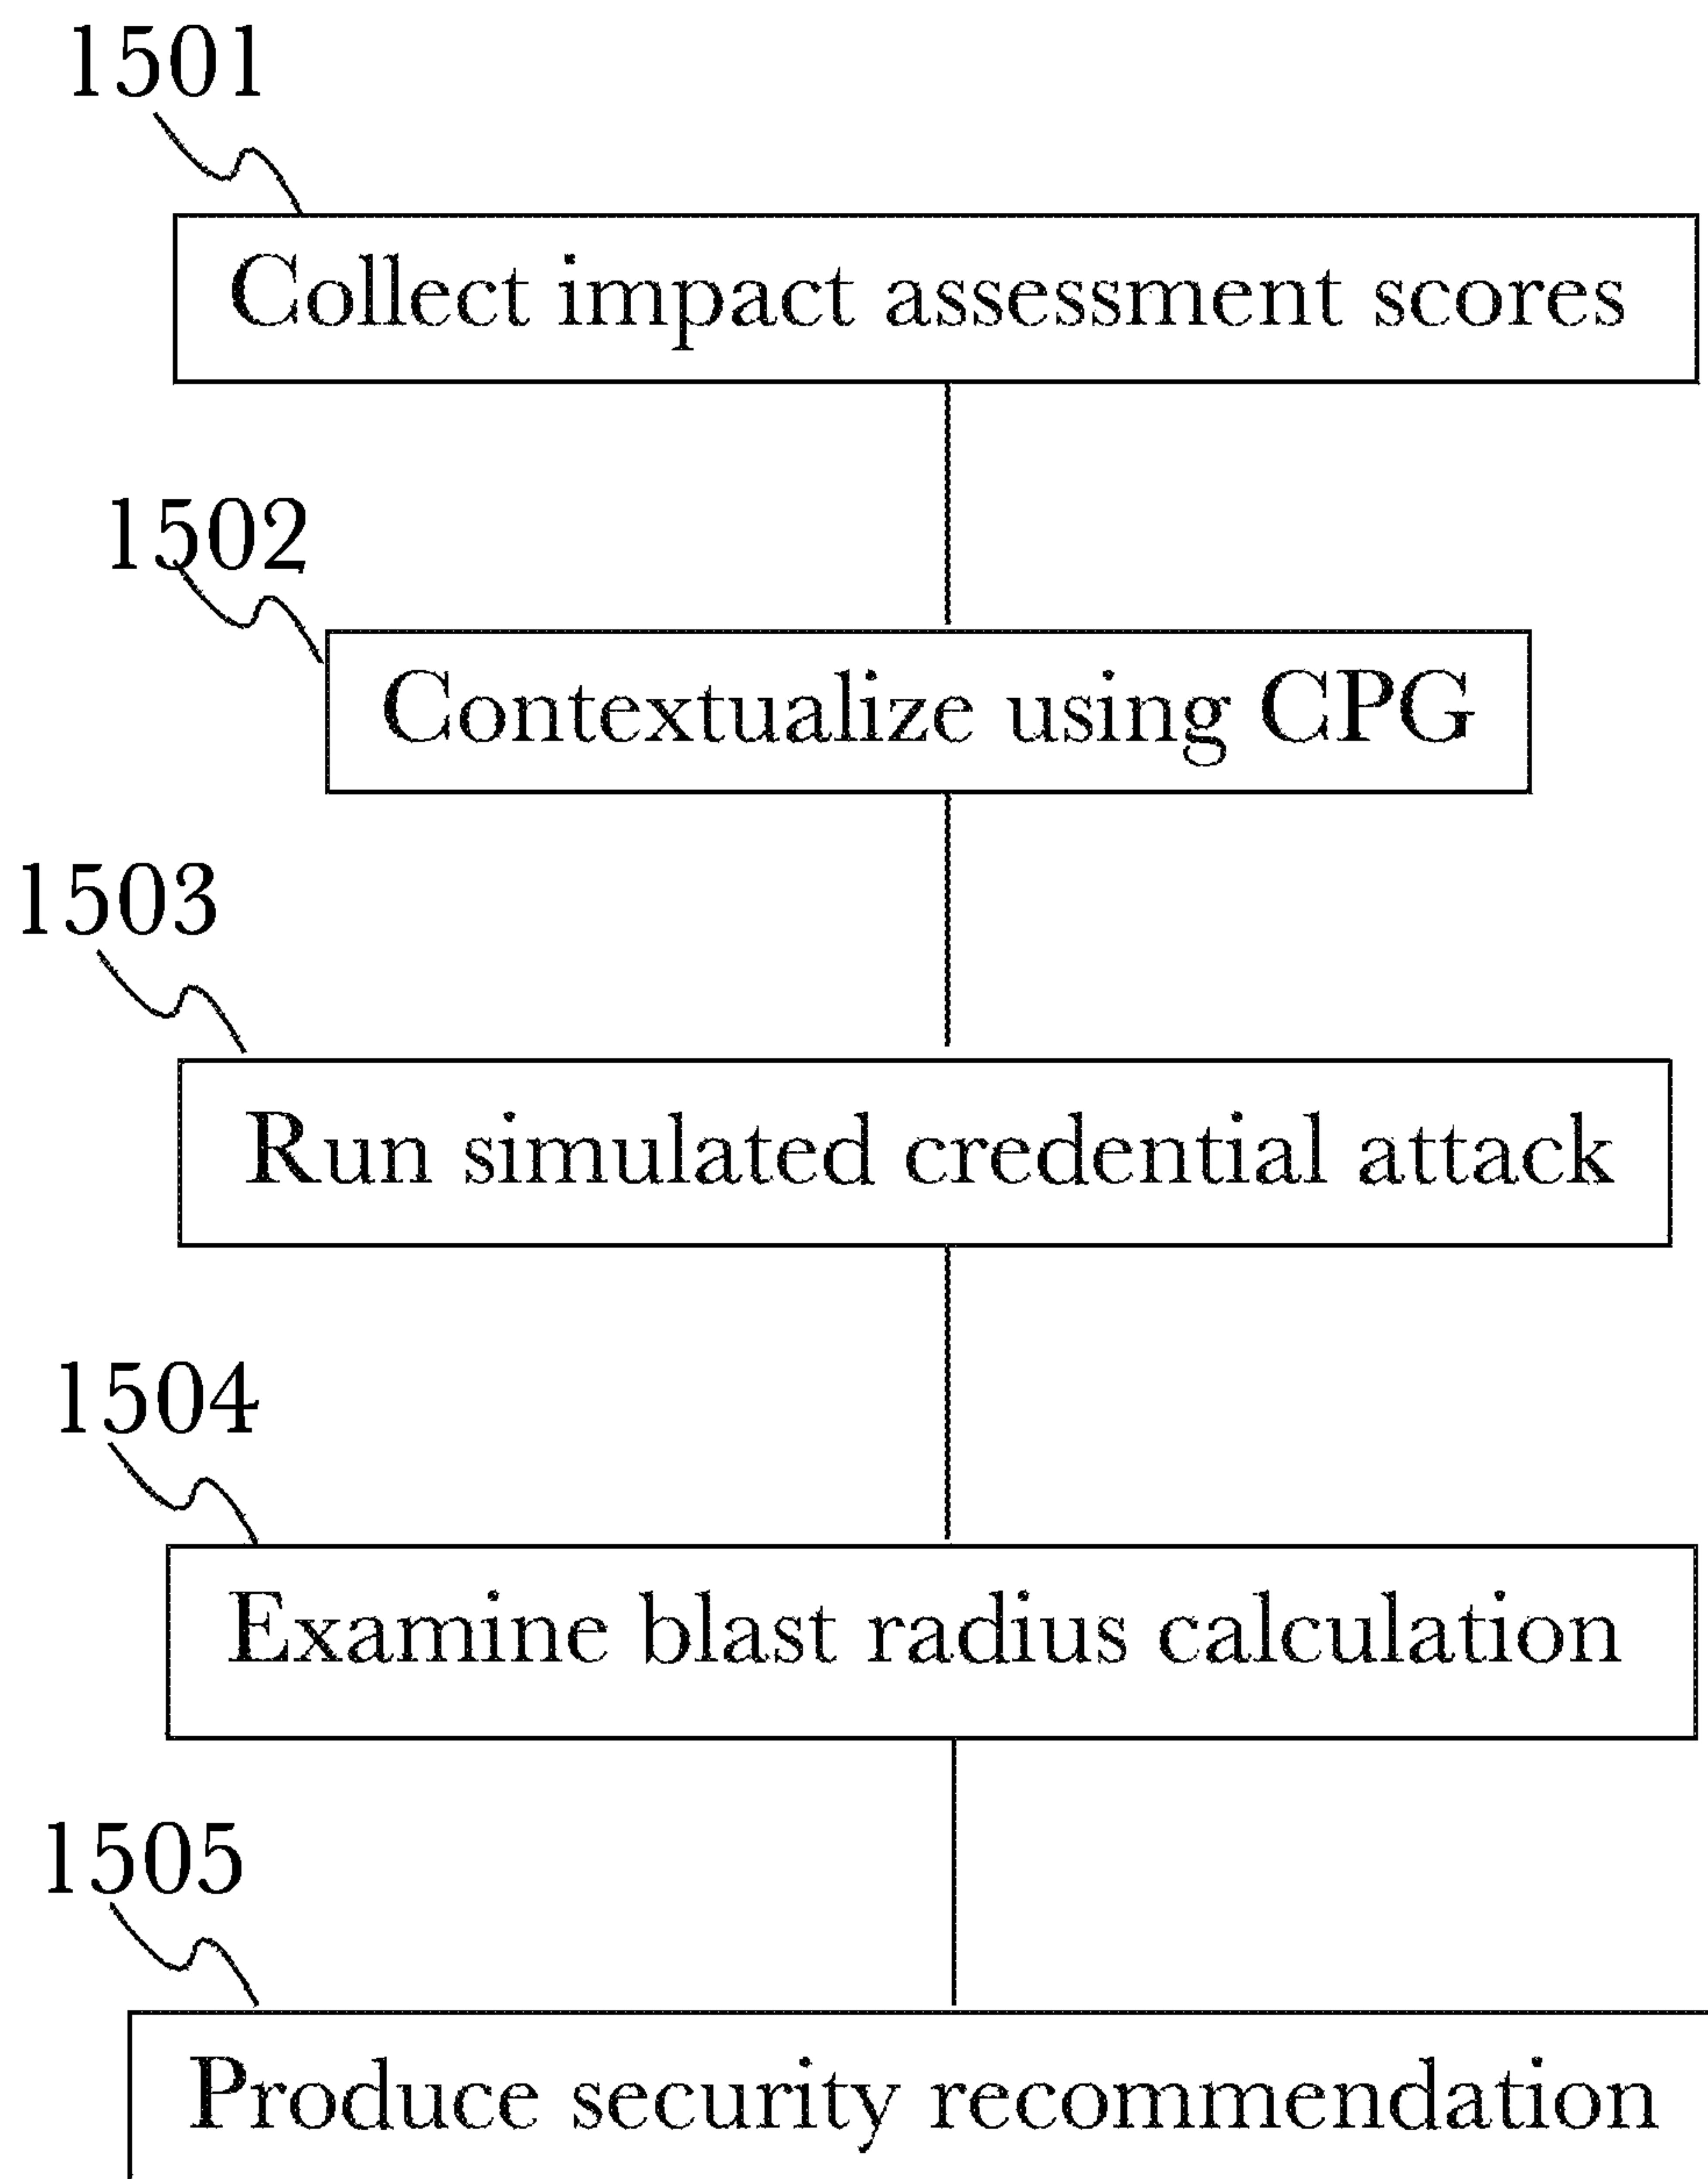 1501
Collect impact assessment scores
1502
Contextualize using CPG
1503
Run simulated credential attack
1504
Examine blast radius calculation
1505
Produce security recommendation